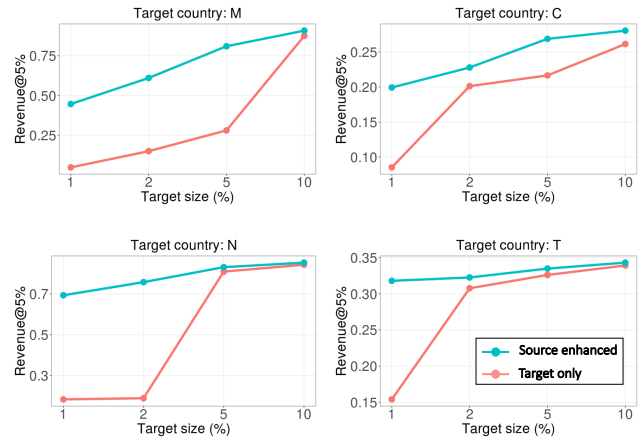 Target country: M
Revenue@5%
0.75
0.50
0.25
1 2 5 10
Target size (%)
Target country: C
Revenue@5%
0.25
0.20
0.15
0.10
1 2 5 10
Target size (%)
Target country: N
Revenue@5%
0.7
0.5
0.3
1 2 5 10
Target size (%)
Target country: T
Revenue@5%
0.35
0.30
0.25
0.20
0.15
Source enhanced
Target only
1 2 5 10
Target size (%)